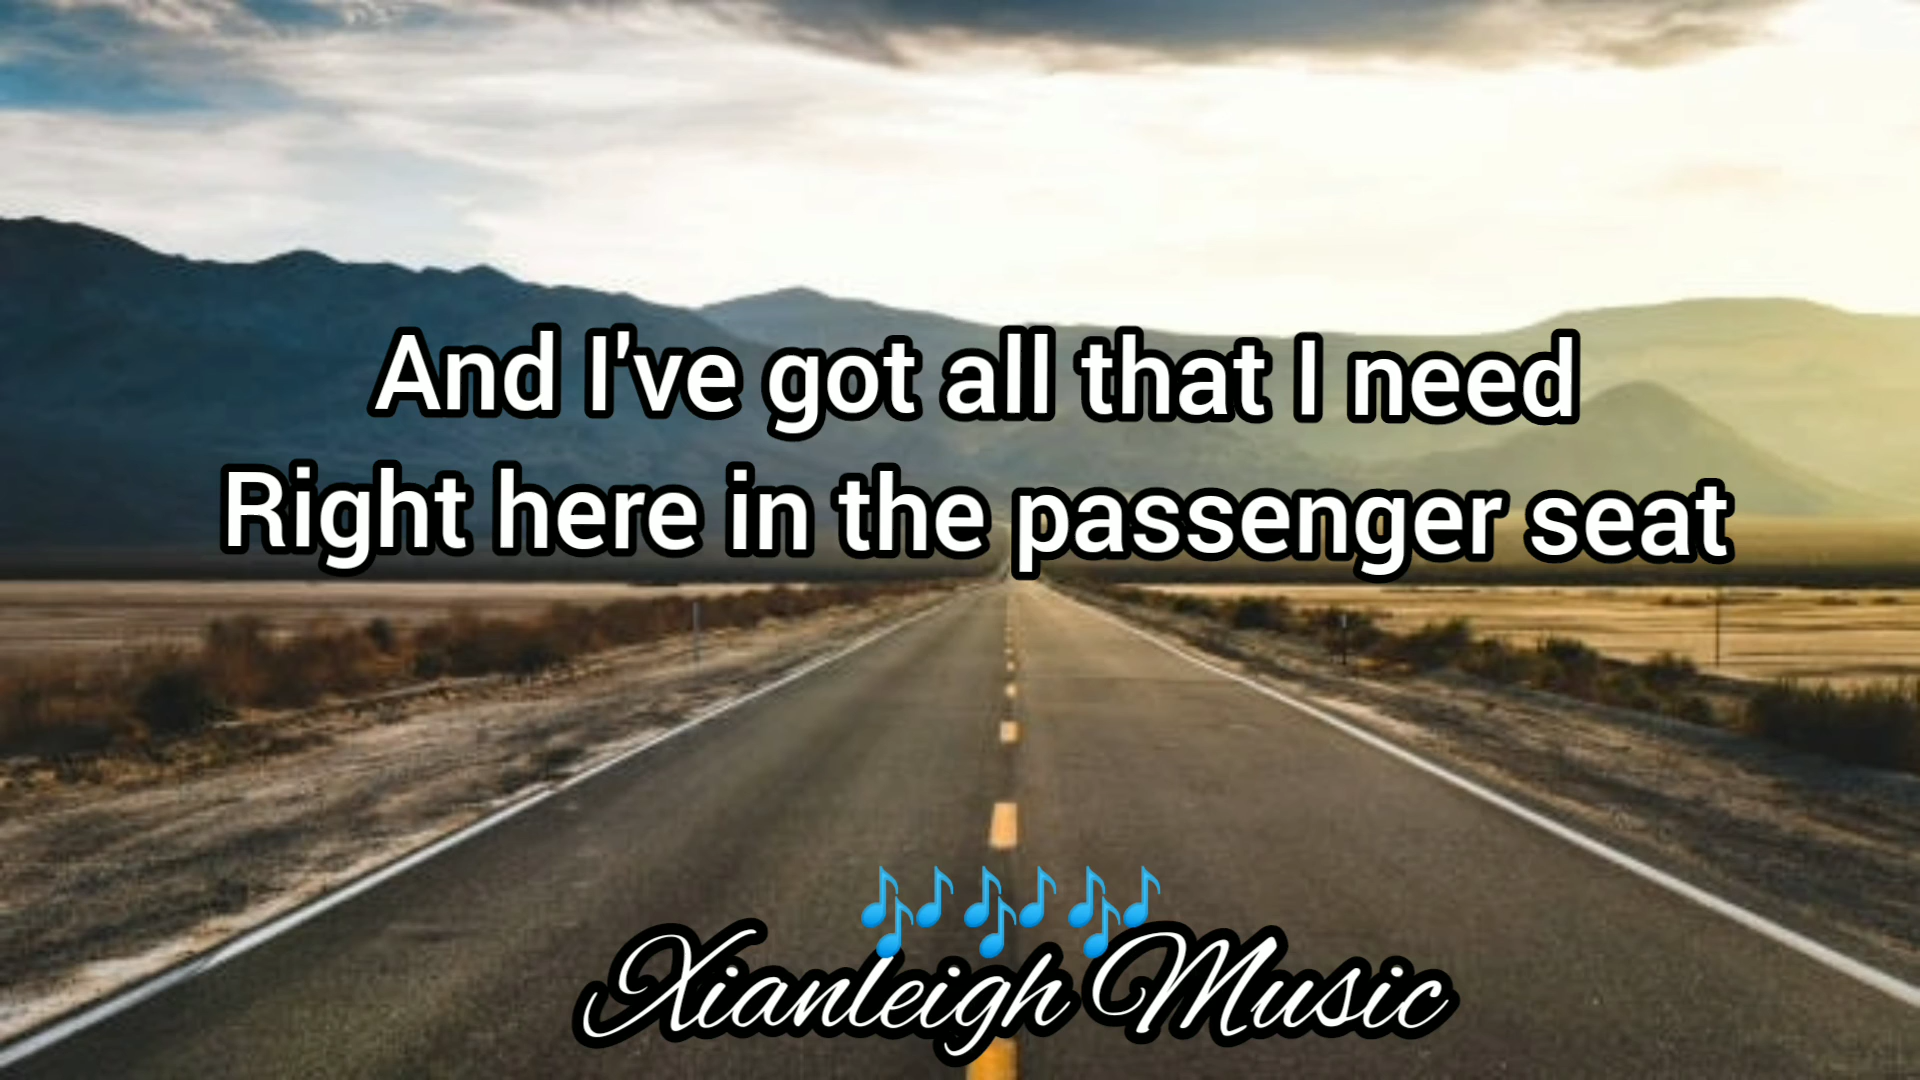 And I've got all that I need
Right here in the passenger seat
🎶🎶🎶
Xianleigh Music